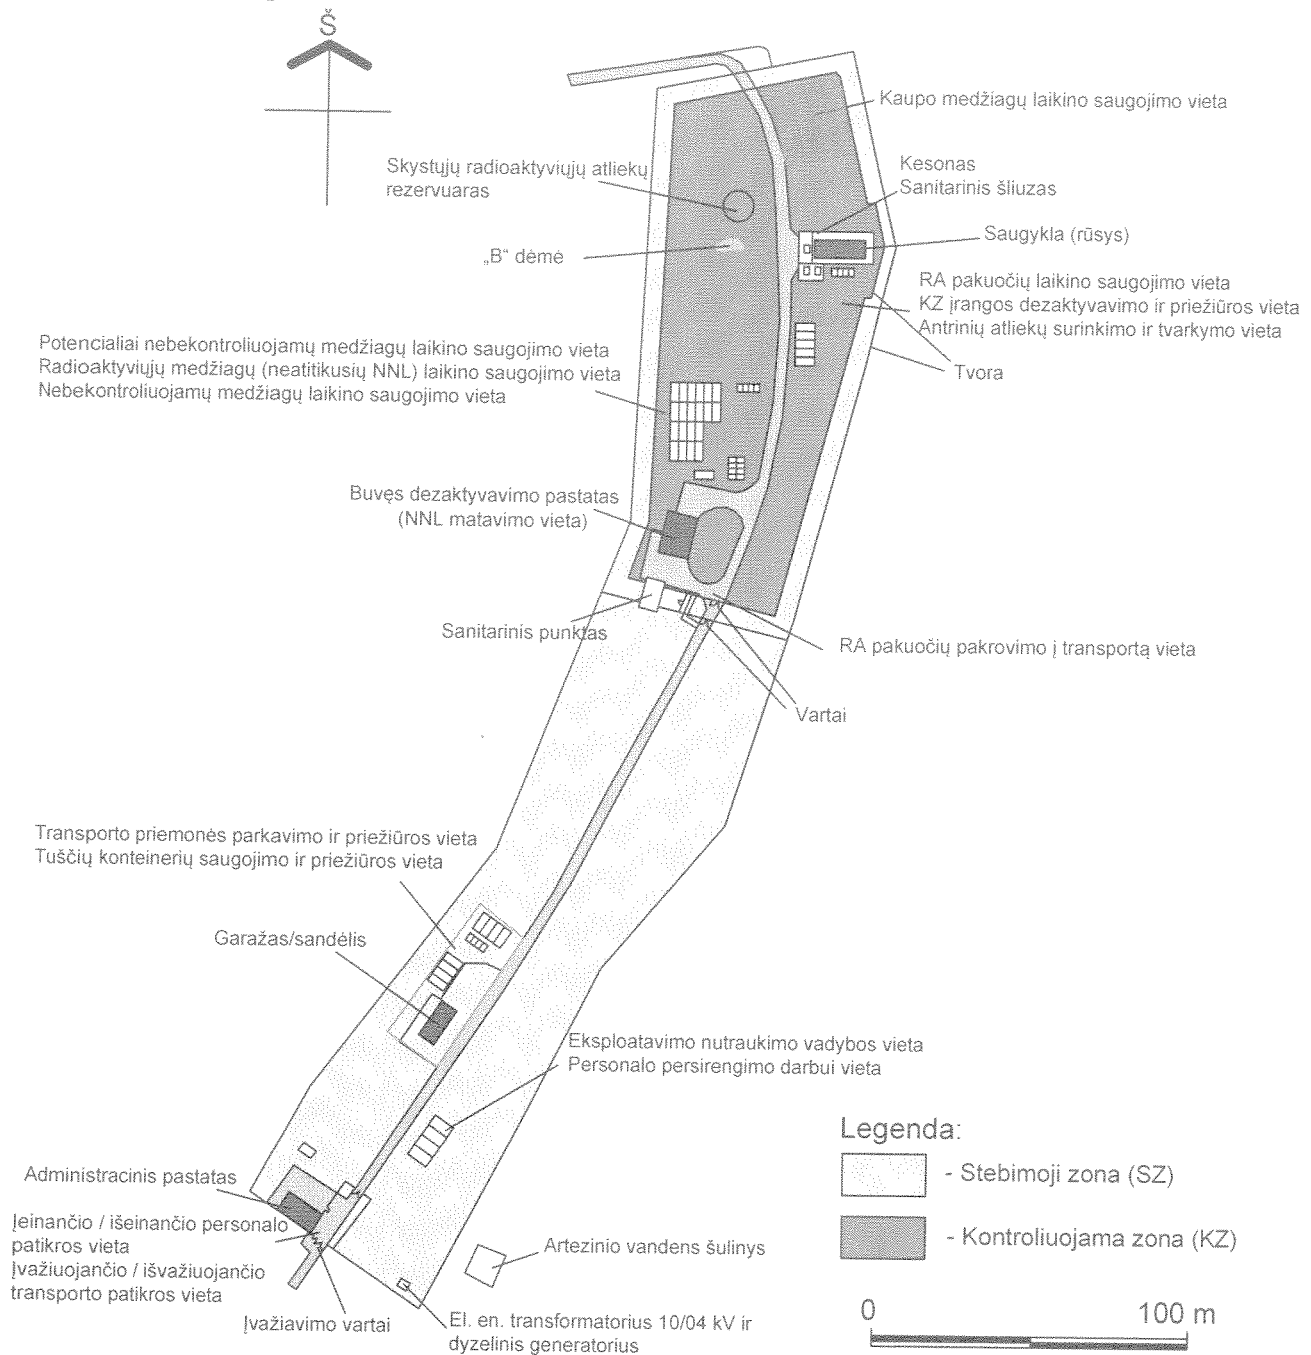 Š
Kaupo medžiagų laikino saugojimo vieta
Skystųjų radioaktyviųjų atliekų
rezervuaras
Kesonas
Sanitarinis šliuzas
Saugykla (rūsys)
„B“ dėmė
RA pakuočių laikino saugojimo vieta
KZ įrangos dezaktyvavimo ir priežiūros vieta
Antrinių atliekų surinkimo ir tvarkymo vieta
Potencialiai nebekontroliuojamų medžiagų laikino saugojimo vieta
Radioaktyviųjų medžiagų (neatitikusių NNL) laikino saugojimo vieta
Nebekontroliuojamų medžiagų laikino saugojimo vieta
Tvora
Buvęs dezaktyvavimo pastatas
(NNL matavimo vieta)
Sanitarinis punktas
RA pakuočių pakrovimo į transportą vieta
Vartai
Transporto priemonės parkavimo ir priežiūros vieta
Tuščių konteinerių saugojimo ir priežiūros vieta
Garažas/sandėlis
Eksploatavimo nutraukimo vadybos vieta
Personalo persirengimo darbui vieta
Legenda:
- Stebimoji zona (SZ)
- Kontroliuojama zona (KZ)
Administracinis pastatas
Įeinančio / išeinančio personalo
patikros vieta
Įvažiuojančio / išvažiuojančio
transporto patikros vieta
Artezinio vandens šulinys
Įvažiavimo vartai
El. en. transformatorius 10/04 kV ir
dyzelinis generatorius
0 100 m